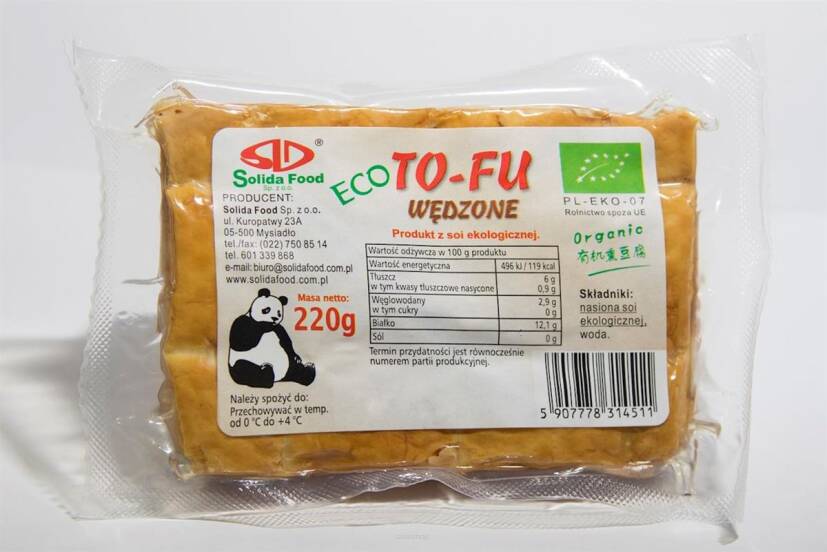 SLD ®
Solida Food
Sp. z o.o.
PRODUCENT:
Solida Food Sp. z o.o.
ul. Kuropatwy 23A
05-500 Mysiadło
tel./fax: (022) 750 85 14
tel. 601 339 868
e-mail: biuro@solidafood.com.pl
www.solidafood.com.pl
Masa netto:
220g
Należy spożyć do:
Przechowywać w temp.
od 0 °C do +4 °C
ECO TO-FU
WĘDZONE
Produkt z soi ekologicznej.
Wartość odżywcza w 100 g produktu
Wartość energetyczna 496 kJ / 119 kcal
Tłuszcz 6 g
w tym kwasy tłuszczowe nasycone 0,9 g
Węglowodany 2,9 g
w tym cukry 0 g
Białko 12,1 g
Sól 0 g
Termin przydatności jest równocześnie
numerem partii produkcyjnej.
PL-EKO-07
Rolnictwo spoza UE
Organic
有机熏豆腐
Składniki:
nasiona soi
ekologicznej,
woda.
5 907778 314511